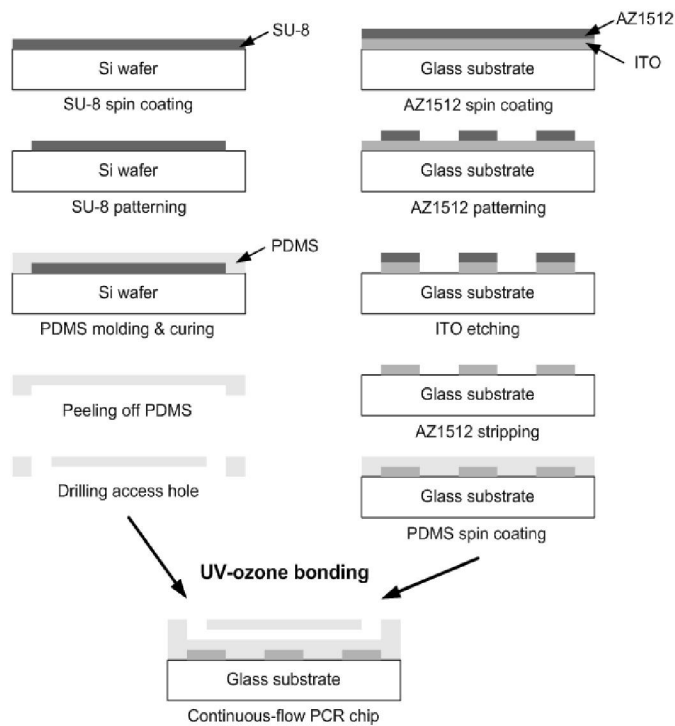 SU-8
Si wafer
SU-8 spin coating
Si wafer
SU-8 patterning
PDMS
Si wafer
PDMS molding & curing
Peeling off PDMS
Drilling access hole
AZ1512
ITO
Glass substrate
AZ1512 spin coating
Glass substrate
AZ1512 patterning
Glass substrate
ITO etching
Glass substrate
AZ1512 stripping
Glass substrate
PDMS spin coating
UV-ozone bonding
Glass substrate
Continuous-flow PCR chip